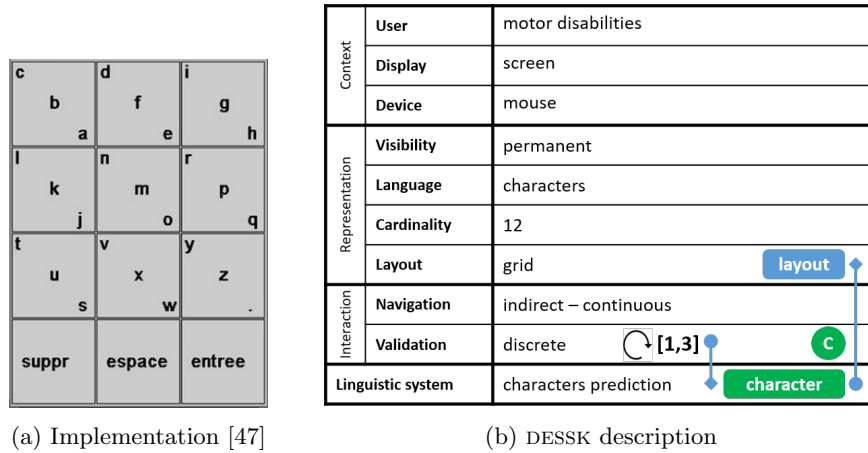 c d i
b f g
a e h
l n r
k m p
j o q
t v y
u x z
s w .
suppr espace entree
(a) Implementation [47]
Context
User motor disabilities
Display screen
Device mouse
Representation
Visibility permanent
Language characters
Cardinality 12
Layout grid layout
Interaction
Navigation indirect – continuous
Validation discrete [1,3] C
Linguistic system characters prediction character
(b) DESSK description